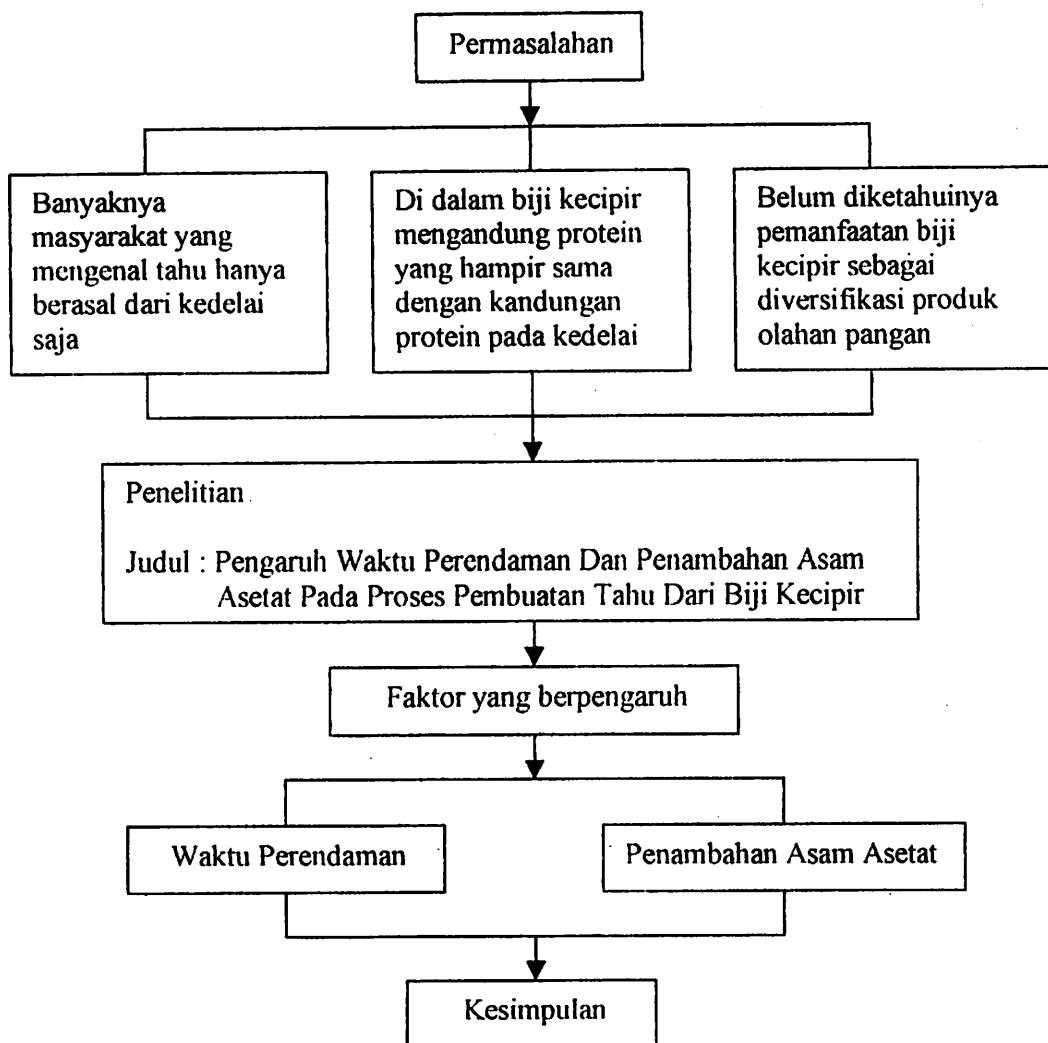 Permasalahan
Banyaknya
masyarakat yang
mengenal tahu hanya
berasal dari kedelai
saja
Di dalam biji kecipir
mengandung protein
yang hampir sama
dengan kandungan
protein pada kedelai
Belum diketahuinya
pemanfaatan biji
kecipir sebagai
diversifikasi produk
olahan pangan
Penelitian
Judul : Pengaruh Waktu Perendaman Dan Penambahan Asam
Asetat Pada Proses Pembuatan Tahu Dari Biji Kecipir
Faktor yang berpengaruh
Waktu Perendaman
Penambahan Asam Asetat
Kesimpulan